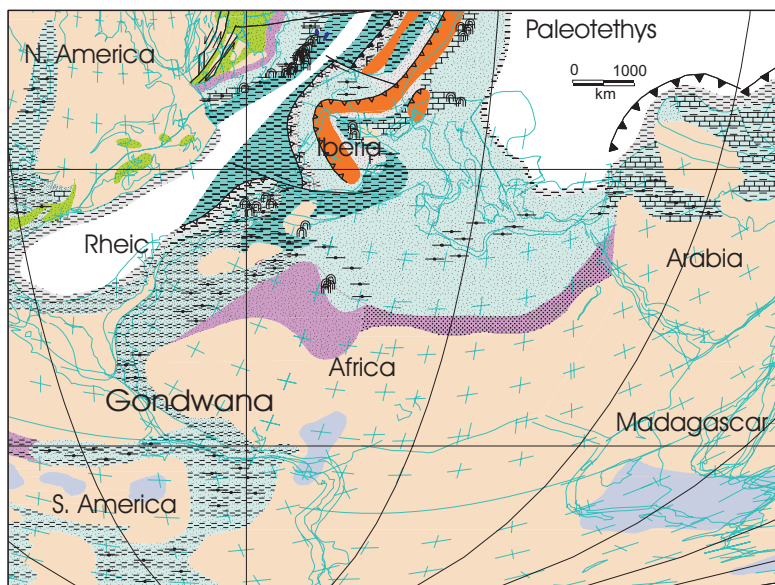 N. America
Paleotethys
0 1000
km
Iberia
Rheic
Arabia
Africa
Gondwana
Madagascar
S. America